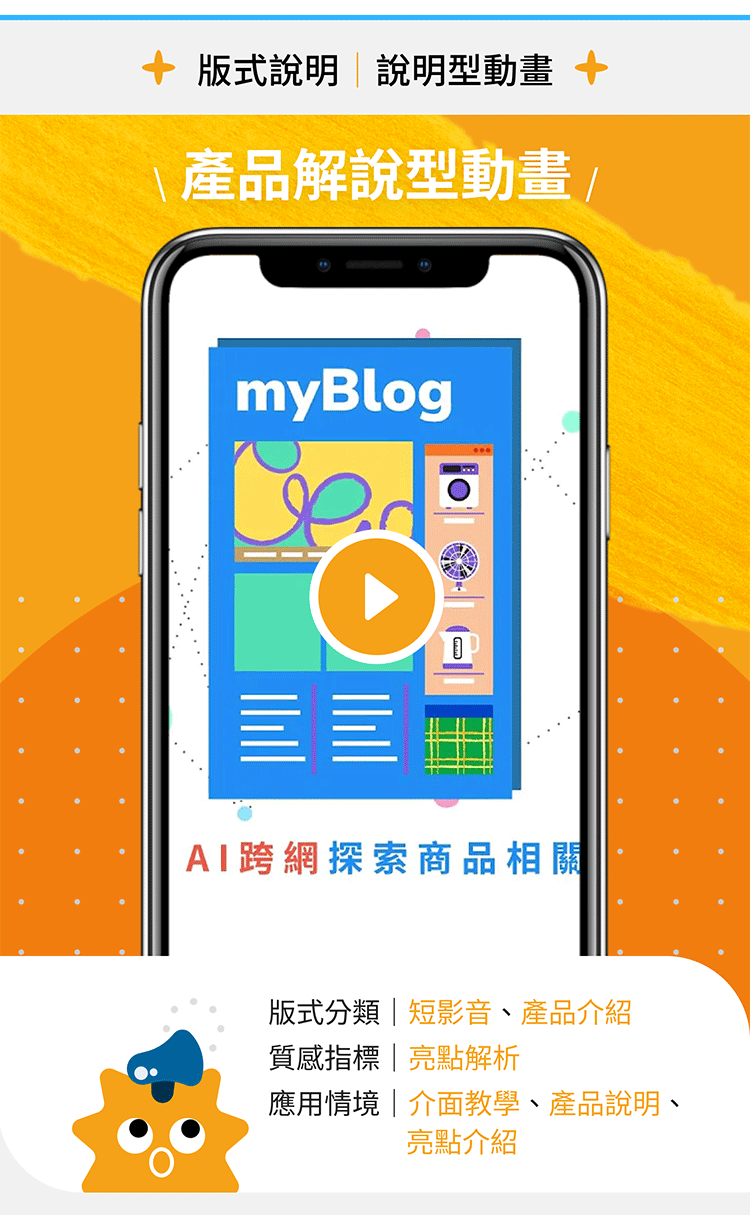 版式說明｜說明型動畫
\ 產品解說型動畫 /
myBlog
AI跨網探索商品相關
版式分類｜短影音、產品介紹
質感指標｜亮點解析
應用情境｜介面教學、產品說明、
亮點介紹